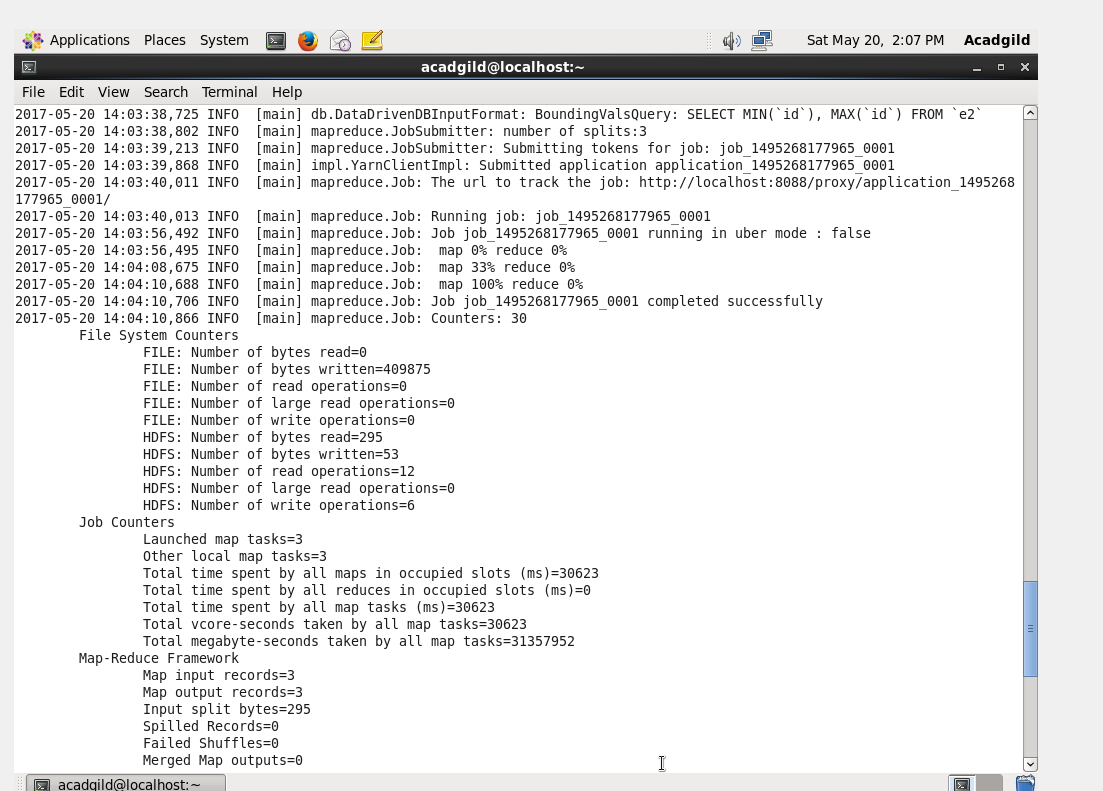 Applications Places System Sat May 20, 2:07 PM Acadgild
acadgild@localhost:~
File Edit View Search Terminal Help
2017-05-20 14:03:38,725 INFO  [main] db.DataDrivenDBInputFormat: BoundingValsQuery: SELECT MIN(`id`), MAX(`id`) FROM `e2`
2017-05-20 14:03:38,802 INFO  [main] mapreduce.JobSubmitter: number of splits:3
2017-05-20 14:03:39,213 INFO  [main] mapreduce.JobSubmitter: Submitting tokens for job: job_1495268177965_0001
2017-05-20 14:03:39,868 INFO  [main] impl.YarnClientImpl: Submitted application application_1495268177965_0001
2017-05-20 14:03:40,011 INFO  [main] mapreduce.Job: The url to track the job: http://localhost:8088/proxy/application_1495268
177965_0001/
2017-05-20 14:03:40,013 INFO  [main] mapreduce.Job: Running job: job_1495268177965_0001
2017-05-20 14:03:56,492 INFO  [main] mapreduce.Job: Job job_1495268177965_0001 running in uber mode : false
2017-05-20 14:03:56,495 INFO  [main] mapreduce.Job:  map 0% reduce 0%
2017-05-20 14:04:08,675 INFO  [main] mapreduce.Job:  map 33% reduce 0%
2017-05-20 14:04:10,688 INFO  [main] mapreduce.Job:  map 100% reduce 0%
2017-05-20 14:04:10,706 INFO  [main] mapreduce.Job: Job job_1495268177965_0001 completed successfully
2017-05-20 14:04:10,866 INFO  [main] mapreduce.Job: Counters: 30
File System Counters
FILE: Number of bytes read=0
FILE: Number of bytes written=409875
FILE: Number of read operations=0
FILE: Number of large read operations=0
FILE: Number of write operations=0
HDFS: Number of bytes read=295
HDFS: Number of bytes written=53
HDFS: Number of read operations=12
HDFS: Number of large read operations=0
HDFS: Number of write operations=6
Job Counters
Launched map tasks=3
Other local map tasks=3
Total time spent by all maps in occupied slots (ms)=30623
Total time spent by all reduces in occupied slots (ms)=0
Total time spent by all map tasks (ms)=30623
Total vcore-seconds taken by all map tasks=30623
Total megabyte-seconds taken by all map tasks=31357952
Map-Reduce Framework
Map input records=3
Map output records=3
Input split bytes=295
Spilled Records=0
Failed Shuffles=0
Merged Map outputs=0
acadgild@localhost:~